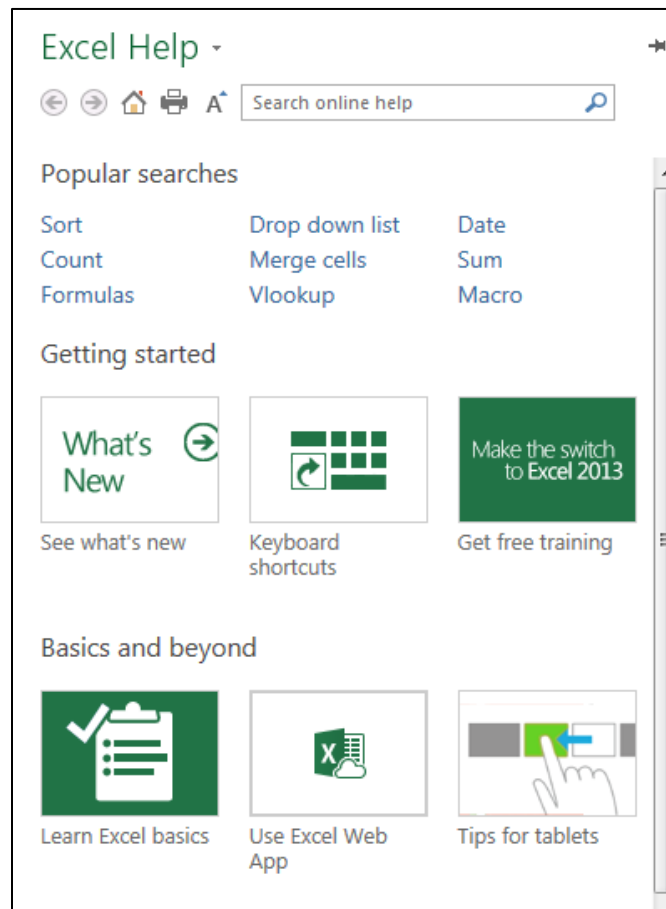 Excel Help
A
Search online help
Popular searches
Sort
Drop down list
Date
Count
Merge cells
Sum
Formulas
Vlookup
Macro
Getting started
What's
New
Make the switch
to Excel 2013
See what's new
Keyboard
shortcuts
Get free training
Basics and beyond
X
Learn Excel basics
Use Excel Web
App
Tips for tablets